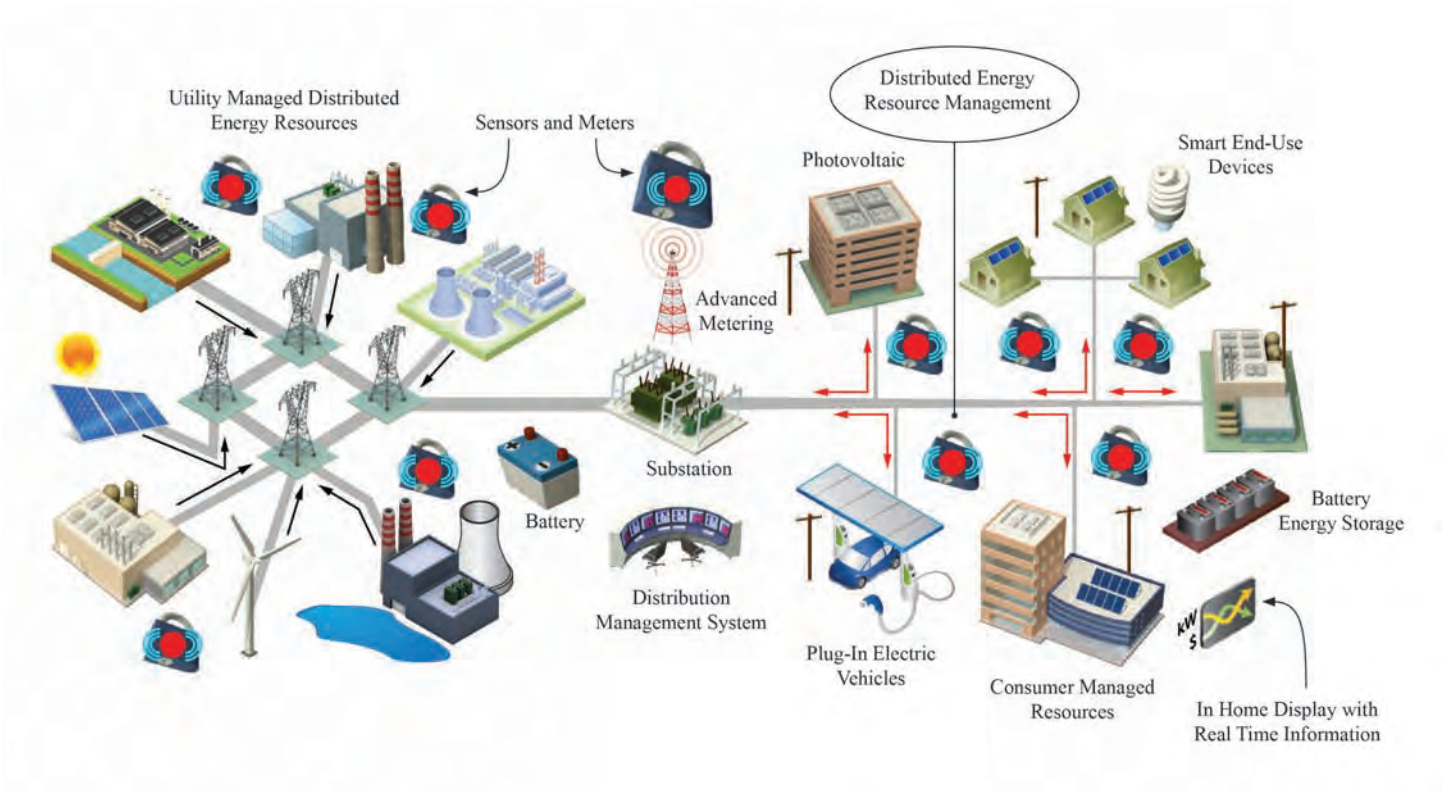 Distributed Energy
Resource Management
Utility Managed Distributed
Energy Resources
Sensors and Meters
Photovoltaic
Smart End-Use
Devices
Advanced
Metering
Substation
Battery
Battery
Energy Storage
Distribution
Management System
Plug-In Electric
Vehicles
Consumer Managed
Resources
kW
$
In Home Display with
Real Time Information